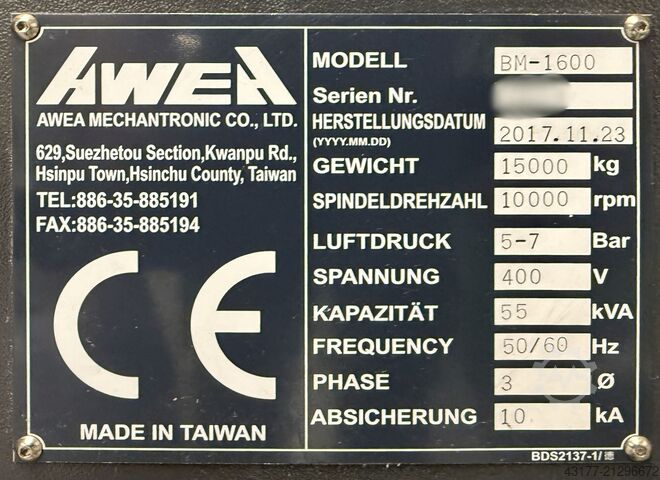 AWEA
AWEA MECHANTRONIC CO., LTD.
629,Suezhetou Section,Kwanpu Rd.,
Hsinpu Town,Hsinchu County, Taiwan
TEL:886-35-885191
FAX:886-35-885194
CE
MADE IN TAIWAN
MODELL BM-1600
Serien Nr.
HERSTELLUNGSDATUM 2017.11.23
(YYYY.MM.DD)
GEWICHT 15000 kg
SPINDELDREHZAHL 10000 rpm
LUFTDRUCK 5-7 Bar
SPANNUNG 400 V
KAPAZITÄT 55 kVA
FREQUENCY 50/60 Hz
PHASE 3 Ø
ABSICHERUNG 10 kA
BDS2137-1/德
43177-21296672